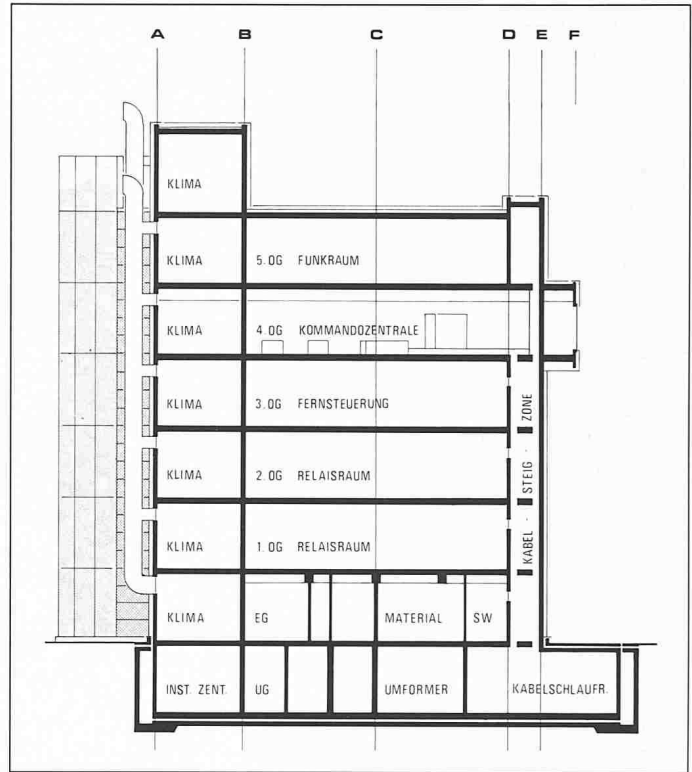 A B C D E F
KLIMA
KLIMA 5. OG FUNKRAUM
KLIMA 4. OG KOMMANDOZENTRALE
KLIMA 3. OG FERNSTEUERUNG
KLIMA 2. OG RELAISRAUM
KLIMA 1. OG RELAISRAUM
KABEL - STEIG - ZONE
KLIMA EG MATERIAL SW
INST. ZENT. UG UMFORMER KABELSCHLAUFR.